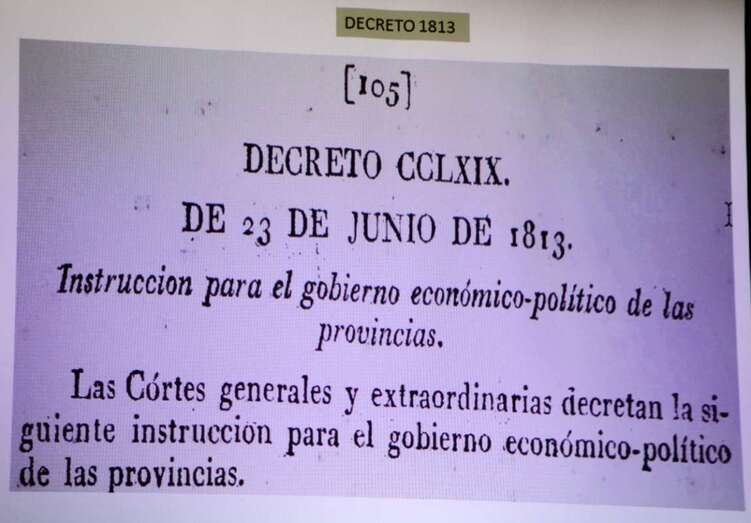 DECRETO 1813
[105]
DECRETO CCLXIX.
DE 23 DE JUNIO DE 1813.
Instruccion para el gobierno económico-político de las
provincias.
Las Córtes generales y extraordinarias decretan la si-
guiente instruccion para el gobierno económico-político
de las provincias.